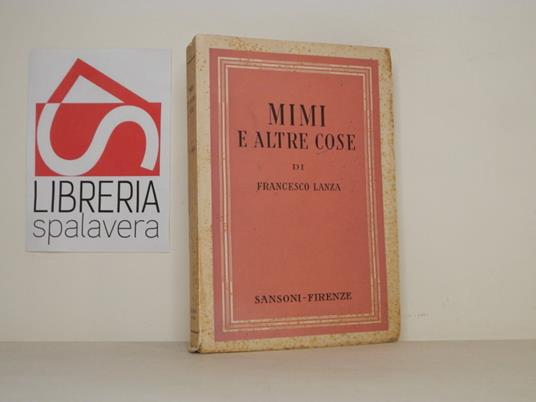 LIBRERIA
spalavera
MIMI
E ALTRE COSE
DI
FRANCESCO LANZA
SANSONI-FIRENZE